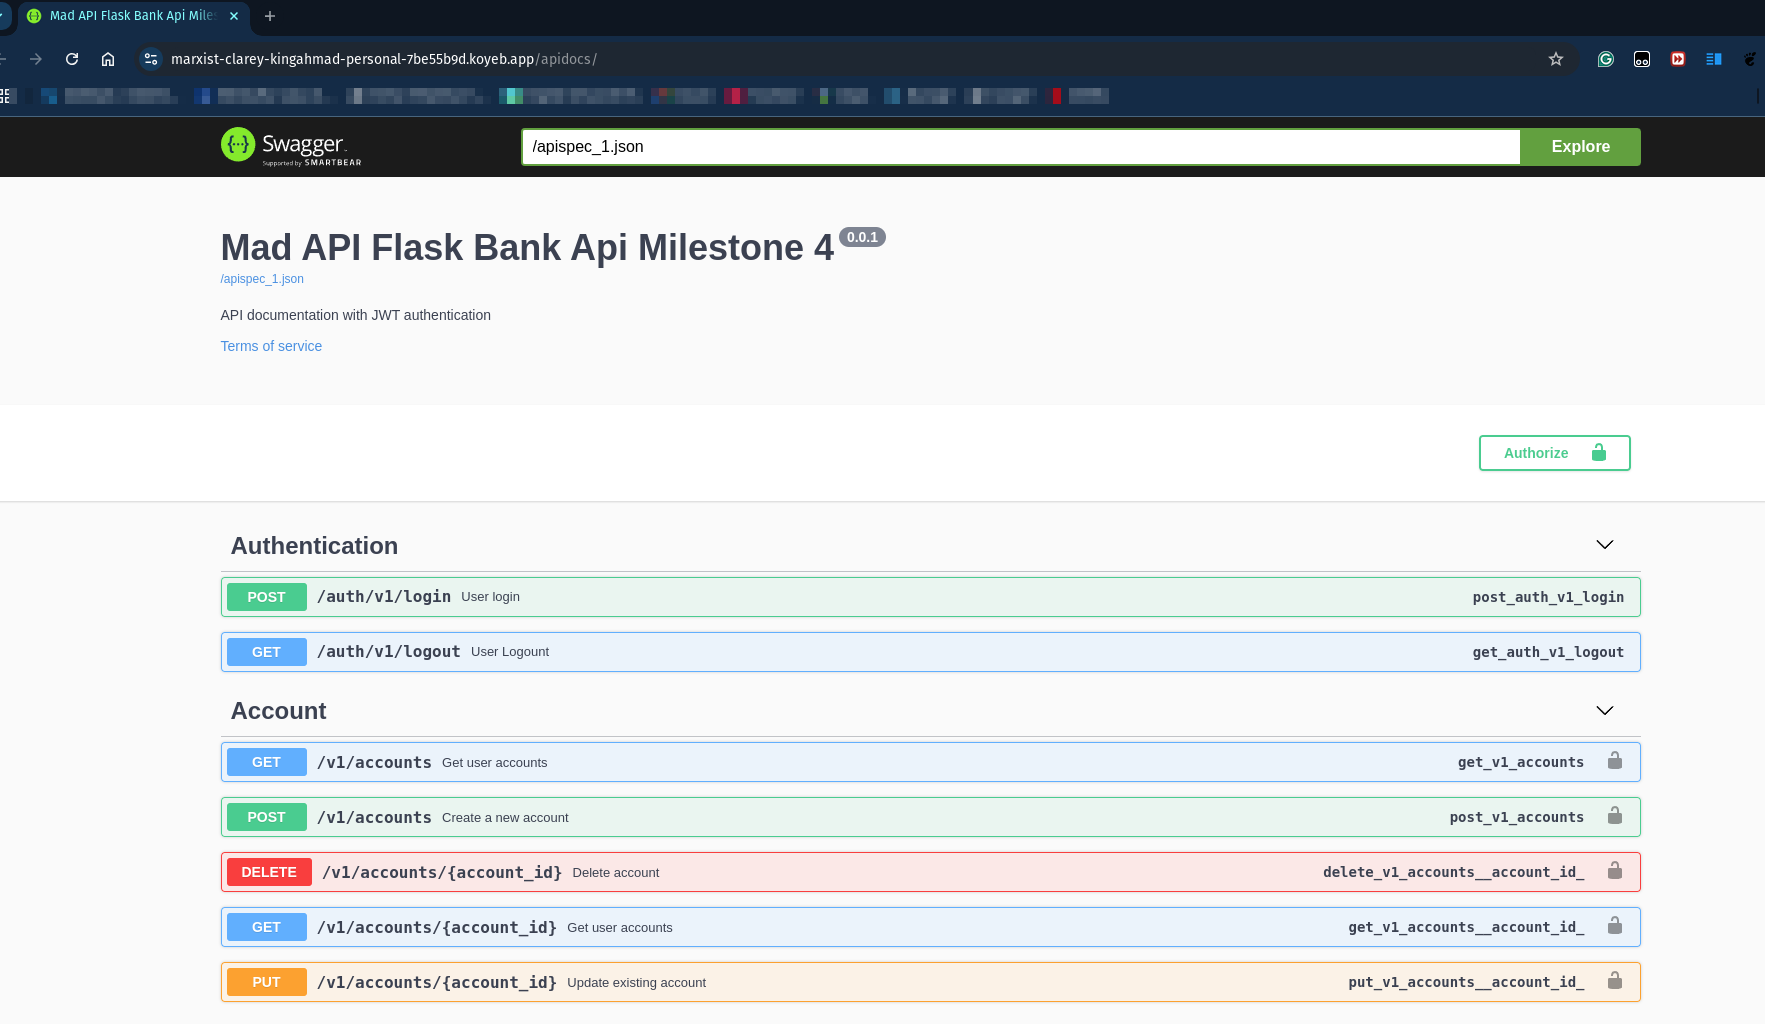 Mad API Flask Bank Api Miles
marxist-clarey-kingahmad-personal-7be55b9d.koyeb.app/apidocs/
Swagger.
Supported by SMARTBEAR
/apispec_1.json
Explore
Mad API Flask Bank Api Milestone 4 0.0.1
/apispec_1.json
API documentation with JWT authentication
Terms of service
Authorize
Authentication
POST /auth/v1/login User login post_auth_v1_login
GET /auth/v1/logout User Logount get_auth_v1_logout
Account
GET /v1/accounts Get user accounts get_v1_accounts
POST /v1/accounts Create a new account post_v1_accounts
DELETE /v1/accounts/{account_id} Delete account delete_v1_accounts__account_id_
GET /v1/accounts/{account_id} Get user accounts get_v1_accounts__account_id_
PUT /v1/accounts/{account_id} Update existing account put_v1_accounts__account_id_